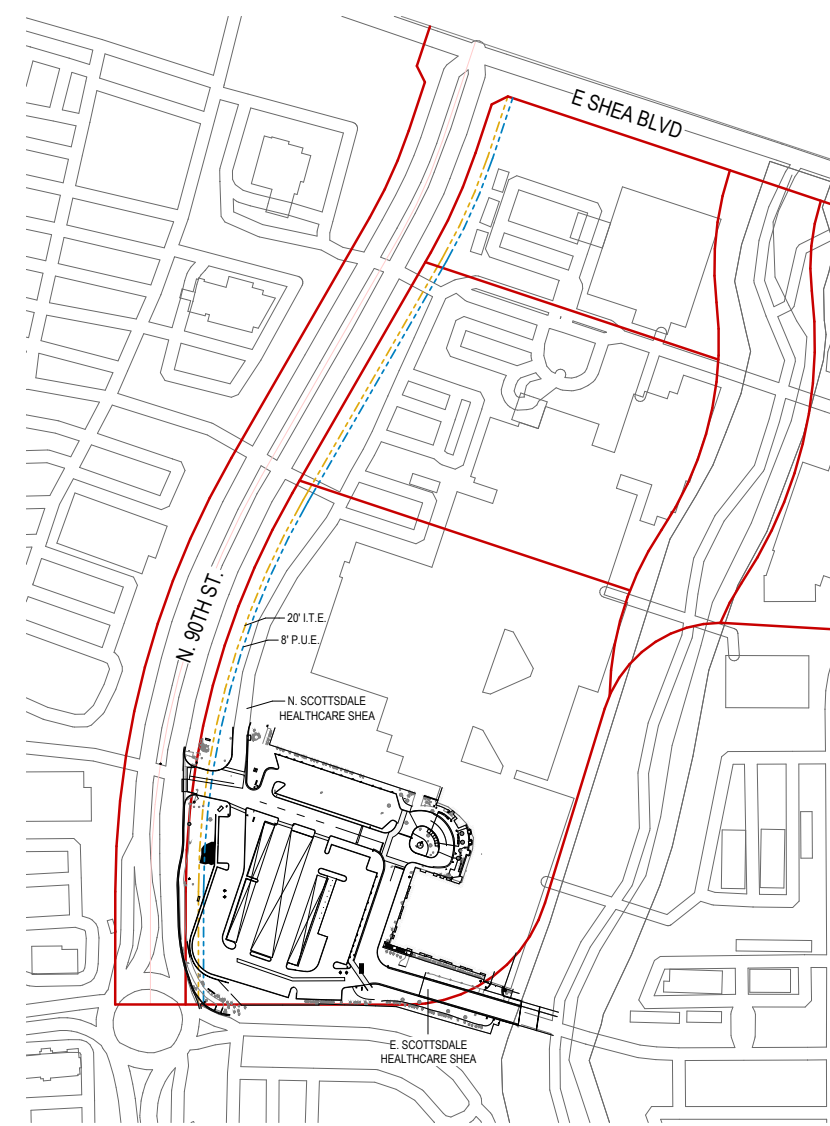 E SHEA BLVD
N. 90TH ST.
20' I.T.E.
8' P.U.E.
N. SCOTTSDALE
HEALTHCARE SHEA
E. SCOTTSDALE
HEALTHCARE SHEA